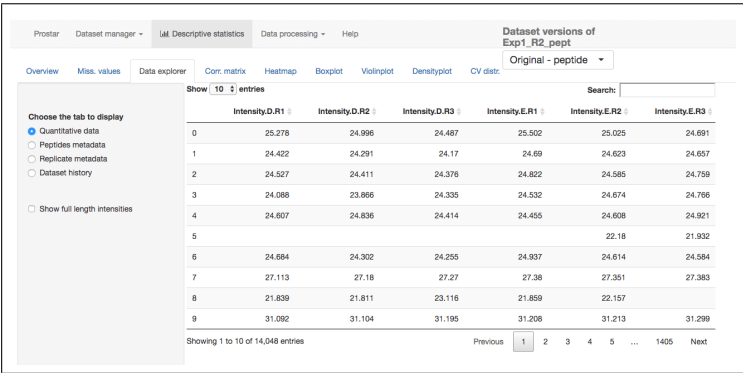 Prostar Dataset manager Descriptive statistics Data processing Help
Dataset versions of
Exp1_R2_pept
Original - peptide
Overview Miss. values Data explorer Corr. matrix Heatmap Boxplot Violinplot Densityplot CV distr.
Show 10 entries
Search:
Choose the tab to display
Quantitative data
Peptides metadata
Replicate metadata
Dataset history
Show full length intensities
Intensity.D.R1 Intensity.D.R2 Intensity.D.R3 Intensity.E.R1 Intensity.E.R2 Intensity.E.R3
0 25.278 24.996 24.487 25.502 25.025 24.691
1 24.422 24.291 24.17 24.69 24.623 24.657
2 24.527 24.411 24.376 24.822 24.585 24.759
3 24.088 23.866 24.335 24.532 24.674 24.766
4 24.607 24.836 24.414 24.455 24.608 24.921
5 22.18 21.932
6 24.684 24.302 24.255 24.937 24.614 24.584
7 27.113 27.18 27.27 27.38 27.351 27.383
8 21.839 21.811 23.116 21.859 22.157
9 31.092 31.104 31.195 31.208 31.213 31.299
Showing 1 to 10 of 14,048 entries
Previous 1 2 3 4 5 ... 1405 Next